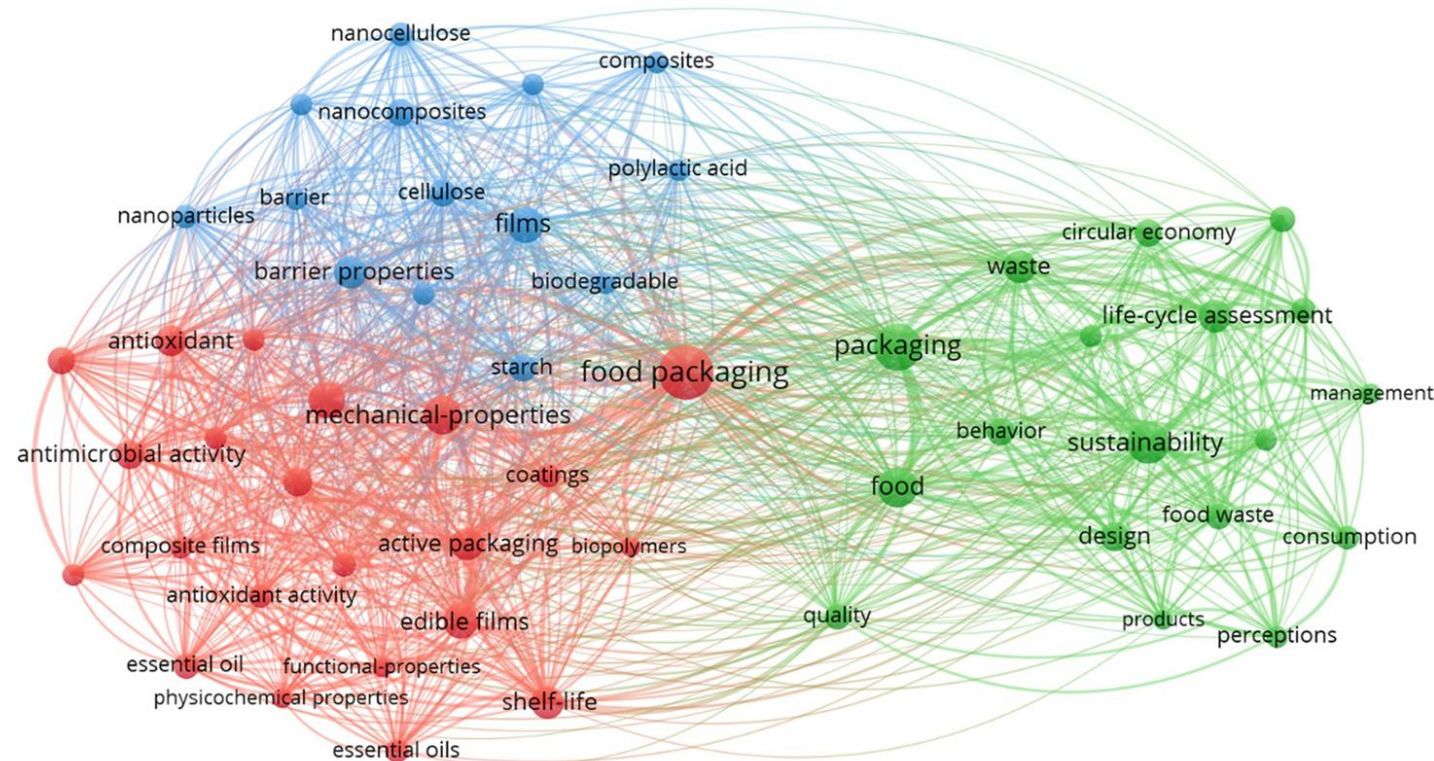 nanocellulose
composites
nanocomposites
polylactic acid
barrier
cellulose
nanoparticles
films
circular economy
barrier properties
biodegradable
waste
life-cycle assessment
antioxidant
packaging
starch
food packaging
management
mechanical-properties
behavior
sustainability
antimicrobial activity
coatings
food
food waste
composite films
active packaging
biopolymers
design
consumption
antioxidant activity
edible films
quality
products
perceptions
essential oil
functional-properties
physicochemical properties
shelf-life
essential oils